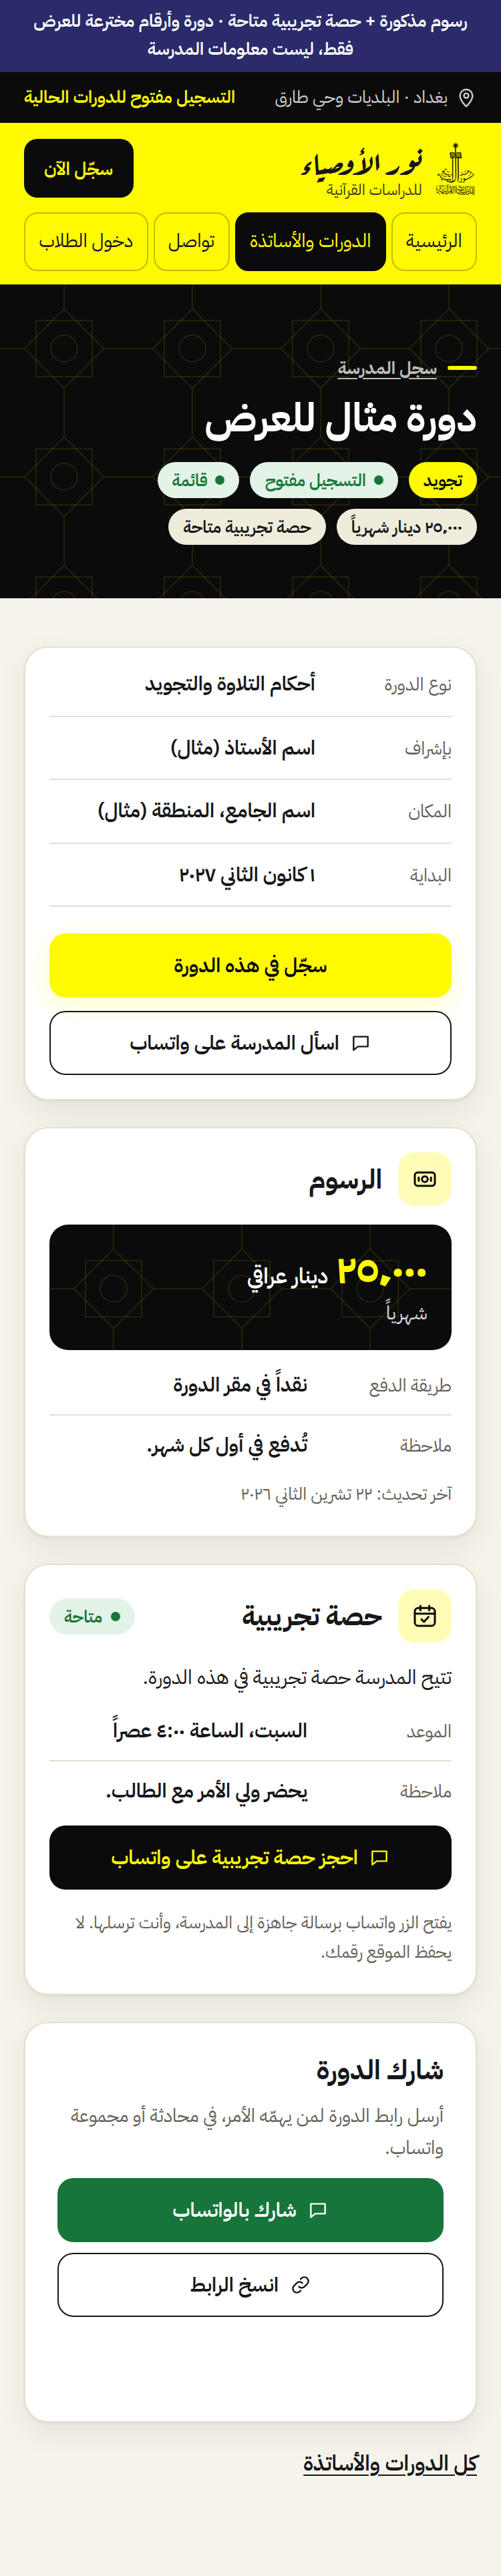 رسوم مذكورة + حصة تجريبية متاحة · دورة وأرقام مخترعة للعرض
فقط، ليست معلومات المدرسة
بغداد · البلديات وحي طارق
التسجيل مفتوح للدورات الحالية
نور الأوصياء
للدراسات القرآنية
سجّل الآن
الرئيسية
الدورات والأساتذة
تواصل
دخول الطلاب
سجل المدرسة
دورة مثال للعرض
تجويد
التسجيل مفتوح
قائمة
٢٥,٠٠٠ دينار شهرياً
حصة تجريبية متاحة
نوع الدورة
أحكام التلاوة والتجويد
بإشراف
اسم الأستاذ (مثال)
المكان
اسم الجامع، المنطقة (مثال)
البداية
١ كانون الثاني ٢٠٢٧
سجّل في هذه الدورة
اسأل المدرسة على واتساب
الرسوم
٢٥,٠٠٠ دينار عراقي
شهرياً
طريقة الدفع
نقداً في مقر الدورة
ملاحظة
تُدفع في أول كل شهر.
آخر تحديث: ٢٢ تشرين الثاني ٢٠٢٦
حصة تجريبية
متاحة
تتيح المدرسة حصة تجريبية في هذه الدورة.
الموعد
السبت، الساعة ٤:٠٠ عصراً
ملاحظة
يحضر ولي الأمر مع الطالب.
احجز حصة تجريبية على واتساب
يفتح الزر واتساب برسالة جاهزة إلى المدرسة، وأنت ترسلها. لا
يحفظ الموقع رقمك.
شارك الدورة
أرسل رابط الدورة لمن يهمّه الأمر، في محادثة أو مجموعة
واتساب.
شارك بالواتساب
انسخ الرابط
كل الدورات والأساتذة